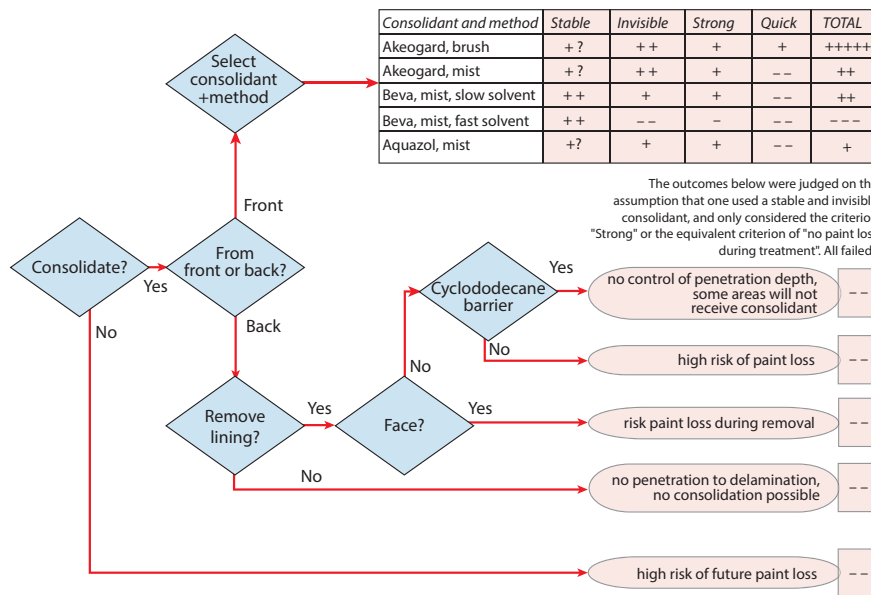 Consolidant and method Stable Invisible Strong Quick TOTAL
Akeogard, brush +? ++ + + +++++
Akeogard, mist +? ++ + -- ++
Beva, mist, slow solvent ++ + + -- ++
Beva, mist, fast solvent ++ -- - -- ---
Aquazol, mist +? + + -- +
Select
consolidant
+method
Front
The outcomes below were judged on th
assumption that one used a stable and invisibl
consolidant, and only considered the criterio
"Strong" or the equivalent criterion of "no paint los
during treatment". All failed
Consolidate?
Yes
No
From
front or back?
Back
Cyclododecane
barrier
Yes
no control of penetration depth,
some areas will not
receive consolidant
--
No
No
high risk of paint loss
--
Remove
lining?
Yes
Face?
Yes
risk paint loss during removal
--
No
no penetration to delamination,
no consolidation possible
--
high risk of future paint loss
--